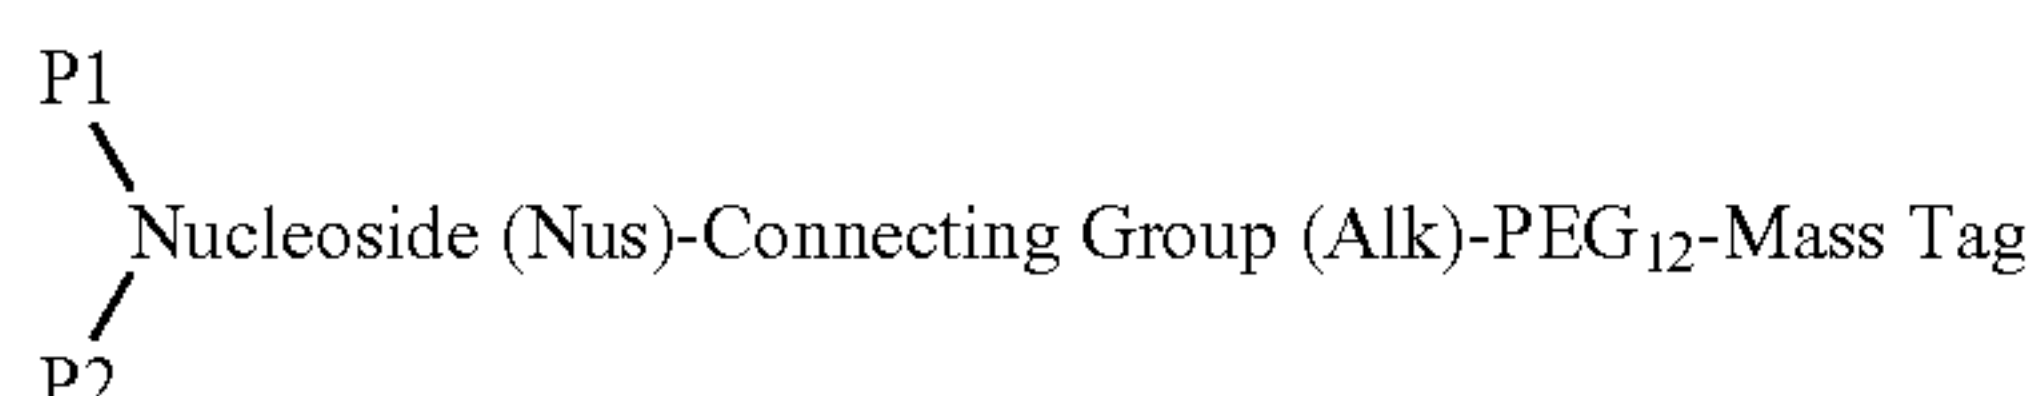 P1
Nucleoside (Nus)-Connecting Group (Alk)-PEG12-Mass Tag
P2